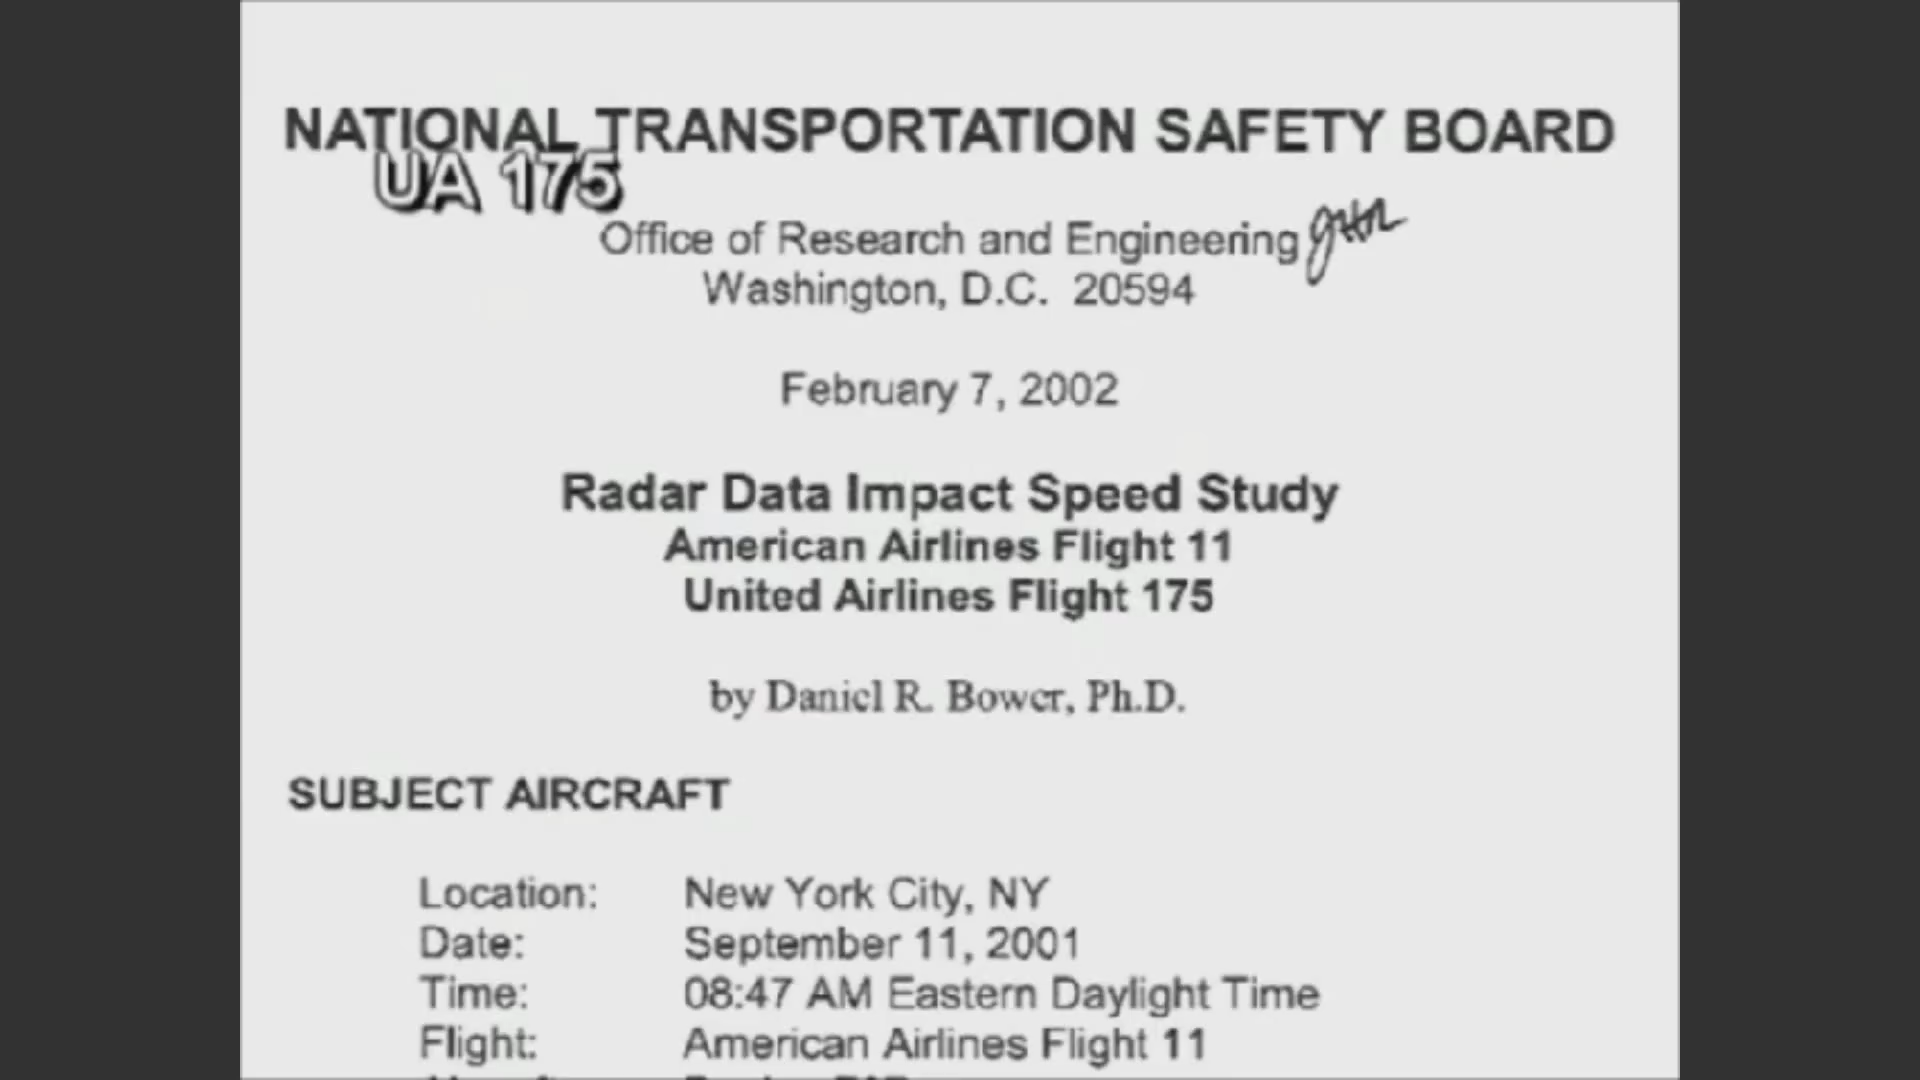 NATIONAL TRANSPORTATION SAFETY BOARD
UA 175
Office of Research and Engineering
Washington, D.C. 20594
February 7, 2002
Radar Data Impact Speed Study
American Airlines Flight 11
United Airlines Flight 175
by Daniel R. Bower, Ph.D.
SUBJECT AIRCRAFT
Location: New York City, NY
Date: September 11, 2001
Time: 08:47 AM Eastern Daylight Time
Flight: American Airlines Flight 11